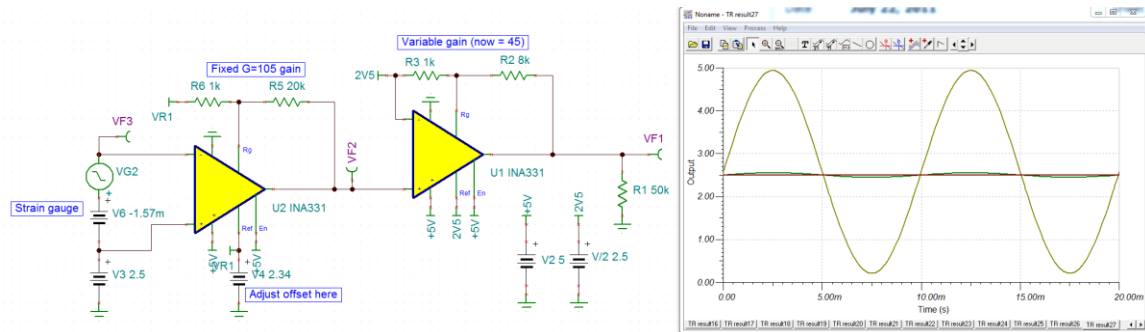 Variable gain (now = 45)
R3 1k
R2 8k
2V5
Fixed G=105 gain
R6 1k
R5 20k
VR1
Rg
VF3
Rg
VF2
VF1
VG2
U1 INA331
Strain gauge
V6 -1.57m
U2 INA331
Ref
En
R1 50k
Ref
En
+5V
2V5
+5V
+5V
2V5
+5V
VR1
V3 2.5
V4 2.34
V2 5
V/2 2.5
Adjust offset here
Noname - TR result27
File Edit View Process Help
5.00
4.00
3.00
Output
2.00
1.00
0.00
0.00
5.00m
10.00m
15.00m
20.00m
Time (s)
TR result16 TR result17 TR result18 TR result19 TR result20 TR result21 TR result22 TR result23 TR result24 TR result25 TR result26 TR result27